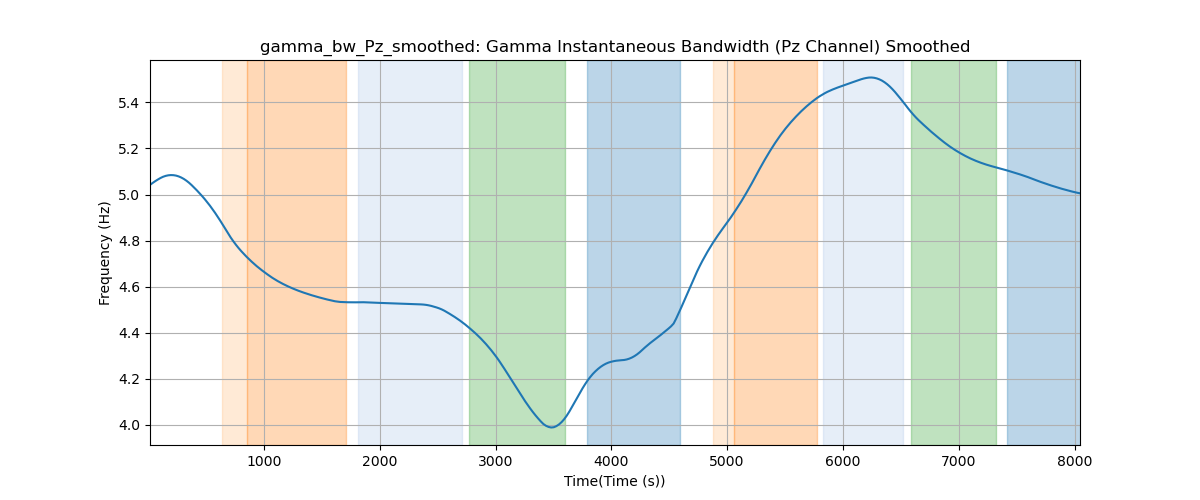 gamma_bw_Pz_smoothed: Gamma Instantaneous Bandwidth (Pz Channel) Smoothed
Frequency (Hz)
5.4
5.2
5.0
4.8
4.6
4.4
4.2
4.0
1000 2000 3000 4000 5000 6000 7000 8000
Time(Time (s))